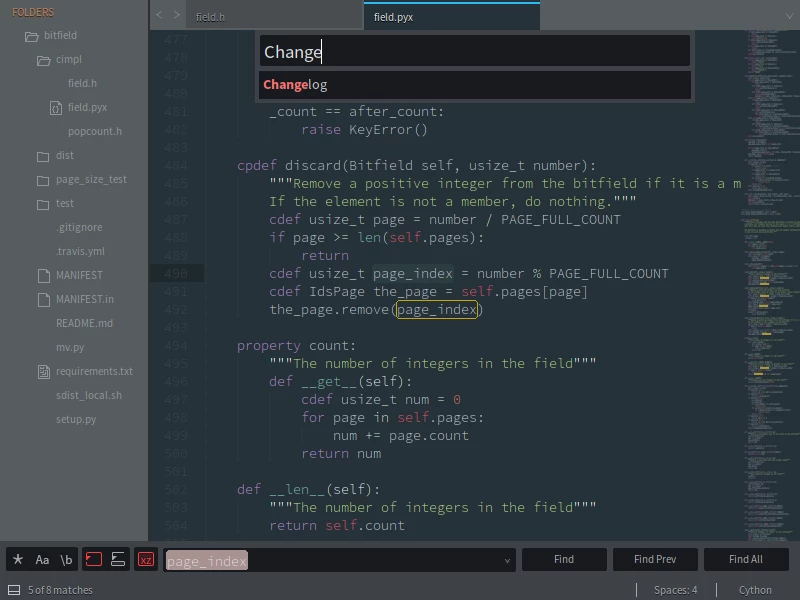 FOLDERS
bitfield
cimpl
field.h
field.pyx
popcount.h
dist
page_size_test
test
.gitignore
.travis.yml
MANIFEST
MANIFEST.in
README.md
mv.py
requirements.txt
sdist_local.sh
setup.py
field.h
field.pyx
Change
Changelog
477
478
479
480
481 _count == after_count:
482 raise KeyError()
483
484 cpdef discard(Bitfield self, usize_t number):
485 """Remove a positive integer from the bitfield if it is a m
486 If the element is not a member, do nothing."""
487 cdef usize_t page = number / PAGE_FULL_COUNT
488 if page >= len(self.pages):
489 return
490 cdef usize_t page_index = number % PAGE_FULL_COUNT
491 cdef IdsPage the_page = self.pages[page]
492 the_page.remove(page_index)
493
494 property count:
495 """The number of integers in the field"""
496 def __get__(self):
497 cdef usize_t num = 0
498 for page in self.pages:
499 num += page.count
500 return num
501
502 def __len__(self):
503 """The number of integers in the field"""
504 return self.count
* Aa \b xz page_index Find Find Prev Find All
5 of 8 matches Spaces: 4 Cython